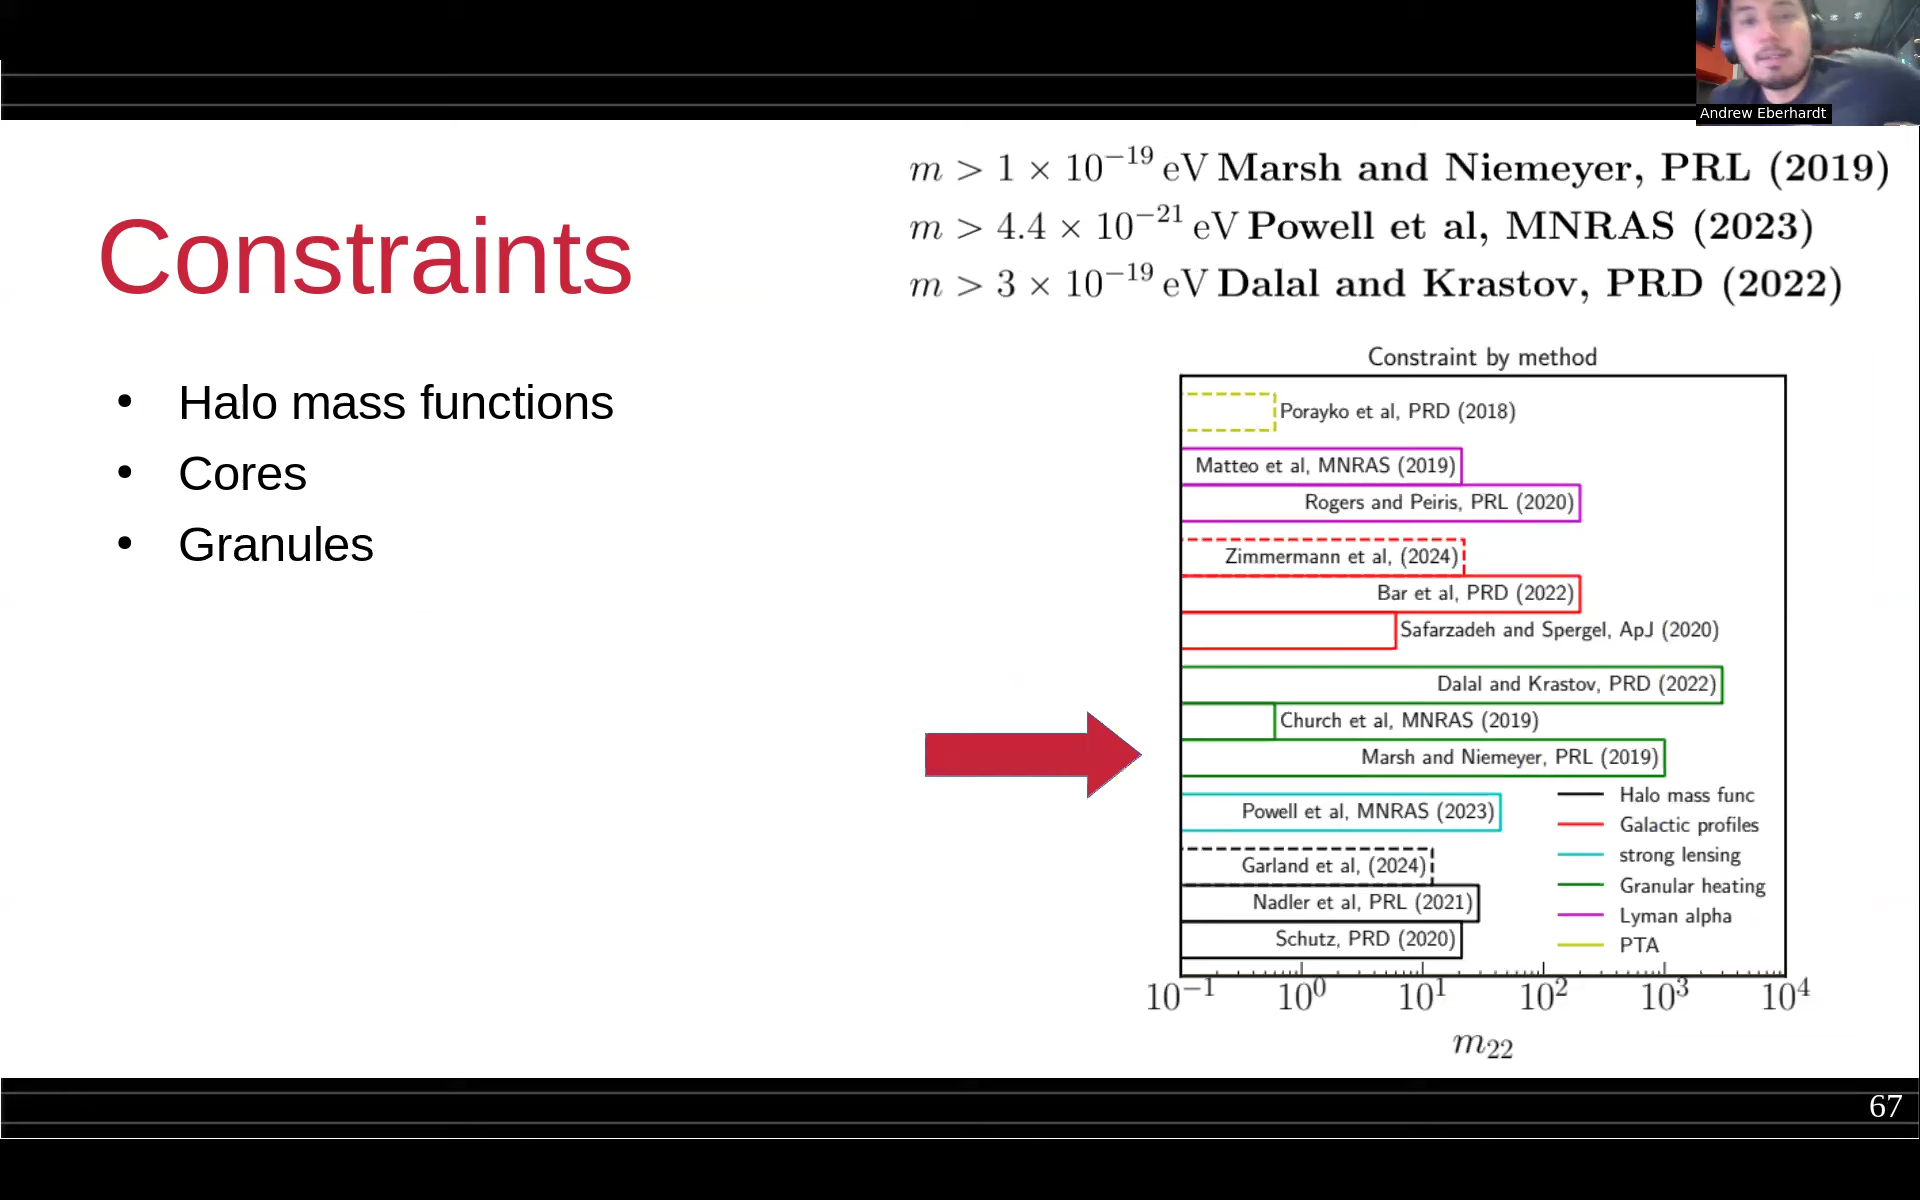 Andrew Eberhardt
m > 1 × 10⁻¹⁹ eV Marsh and Niemeyer, PRL (2019)
m > 4.4 × 10⁻²¹ eV Powell et al, MNRAS (2023)
m > 3 × 10⁻¹⁹ eV Dalal and Krastov, PRD (2022)
Constraints
• Halo mass functions
• Cores
• Granules
Constraint by method
Porayko et al, PRD (2018)
Matteo et al, MNRAS (2019)
Rogers and Peiris, PRL (2020)
Zimmermann et al, (2024)
Bar et al, PRD (2022)
Safarzadeh and Spergel, ApJ (2020)
Dalal and Krastov, PRD (2022)
Church et al, MNRAS (2019)
Marsh and Niemeyer, PRL (2019)
Powell et al, MNRAS (2023)
Garland et al, (2024)
Nadler et al, PRL (2021)
Schutz, PRD (2020)
Halo mass func
Galactic profiles
strong lensing
Granular heating
Lyman alpha
PTA
10⁻¹ 10⁰ 10¹ 10² 10³ 10⁴
m₂₂
67